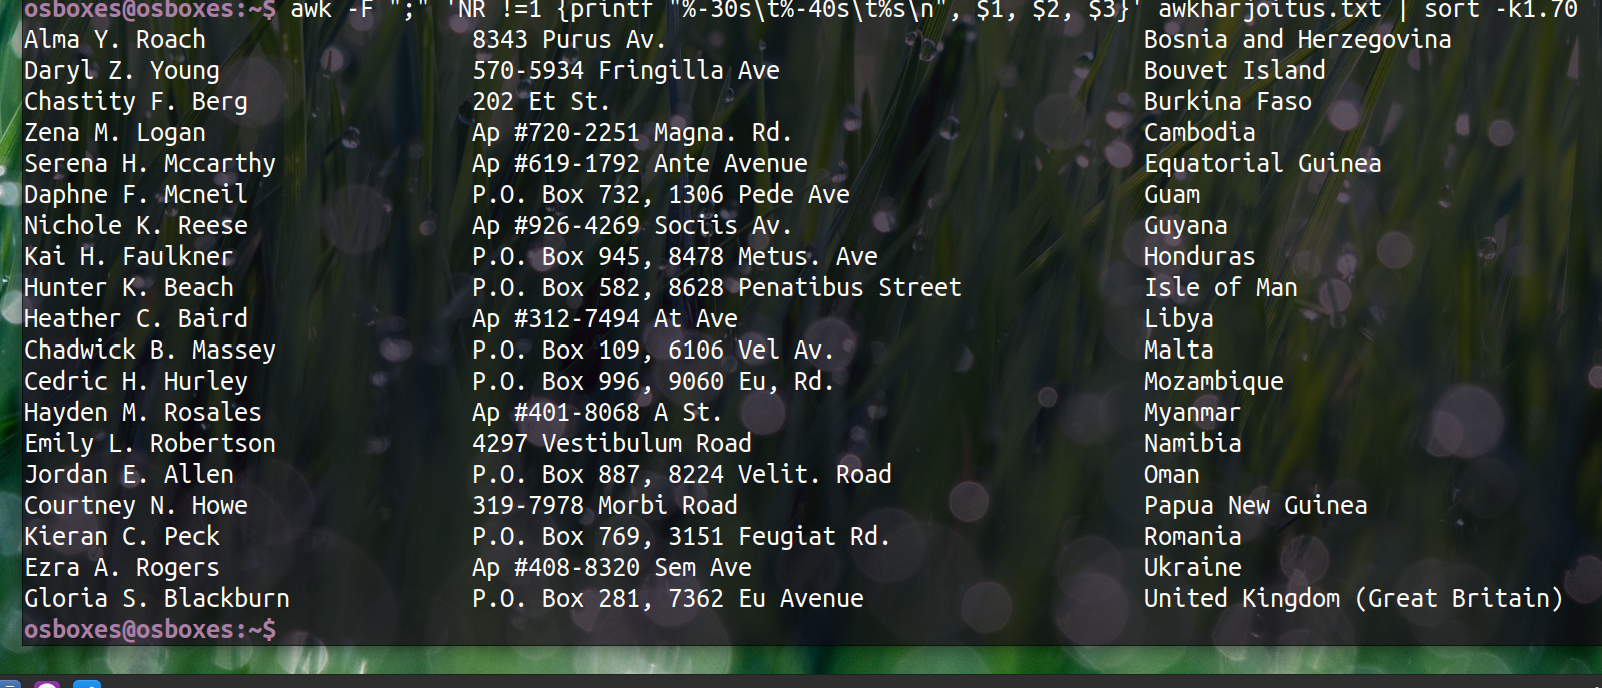 osboxes@osboxes:~$ awk -F ";" 'NR !=1 {printf "%-30s\t%-40s\t%s\n", $1, $2, $3}' awkharjoitus.txt | sort -k1.70
Alma Y. Roach 8343 Purus Av. Bosnia and Herzegovina
Daryl Z. Young 570-5934 Fringilla Ave Bouvet Island
Chastity F. Berg 202 Et St. Burkina Faso
Zena M. Logan Ap #720-2251 Magna. Rd. Cambodia
Serena H. Mccarthy Ap #619-1792 Ante Avenue Equatorial Guinea
Daphne F. Mcneil P.O. Box 732, 1306 Pede Ave Guam
Nichole K. Reese Ap #926-4269 Sociis Av. Guyana
Kai H. Faulkner P.O. Box 945, 8478 Metus. Ave Honduras
Hunter K. Beach P.O. Box 582, 8628 Penatibus Street Isle of Man
Heather C. Baird Ap #312-7494 At Ave Libya
Chadwick B. Massey P.O. Box 109, 6106 Vel Av. Malta
Cedric H. Hurley P.O. Box 996, 9060 Eu, Rd. Mozambique
Hayden M. Rosales Ap #401-8068 A St. Myanmar
Emily L. Robertson 4297 Vestibulum Road Namibia
Jordan E. Allen P.O. Box 887, 8224 Velit. Road Oman
Courtney N. Howe 319-7978 Morbi Road Papua New Guinea
Kieran C. Peck P.O. Box 769, 3151 Feugiat Rd. Romania
Ezra A. Rogers Ap #408-8320 Sem Ave Ukraine
Gloria S. Blackburn P.O. Box 281, 7362 Eu Avenue United Kingdom (Great Britain)
osboxes@osboxes:~$